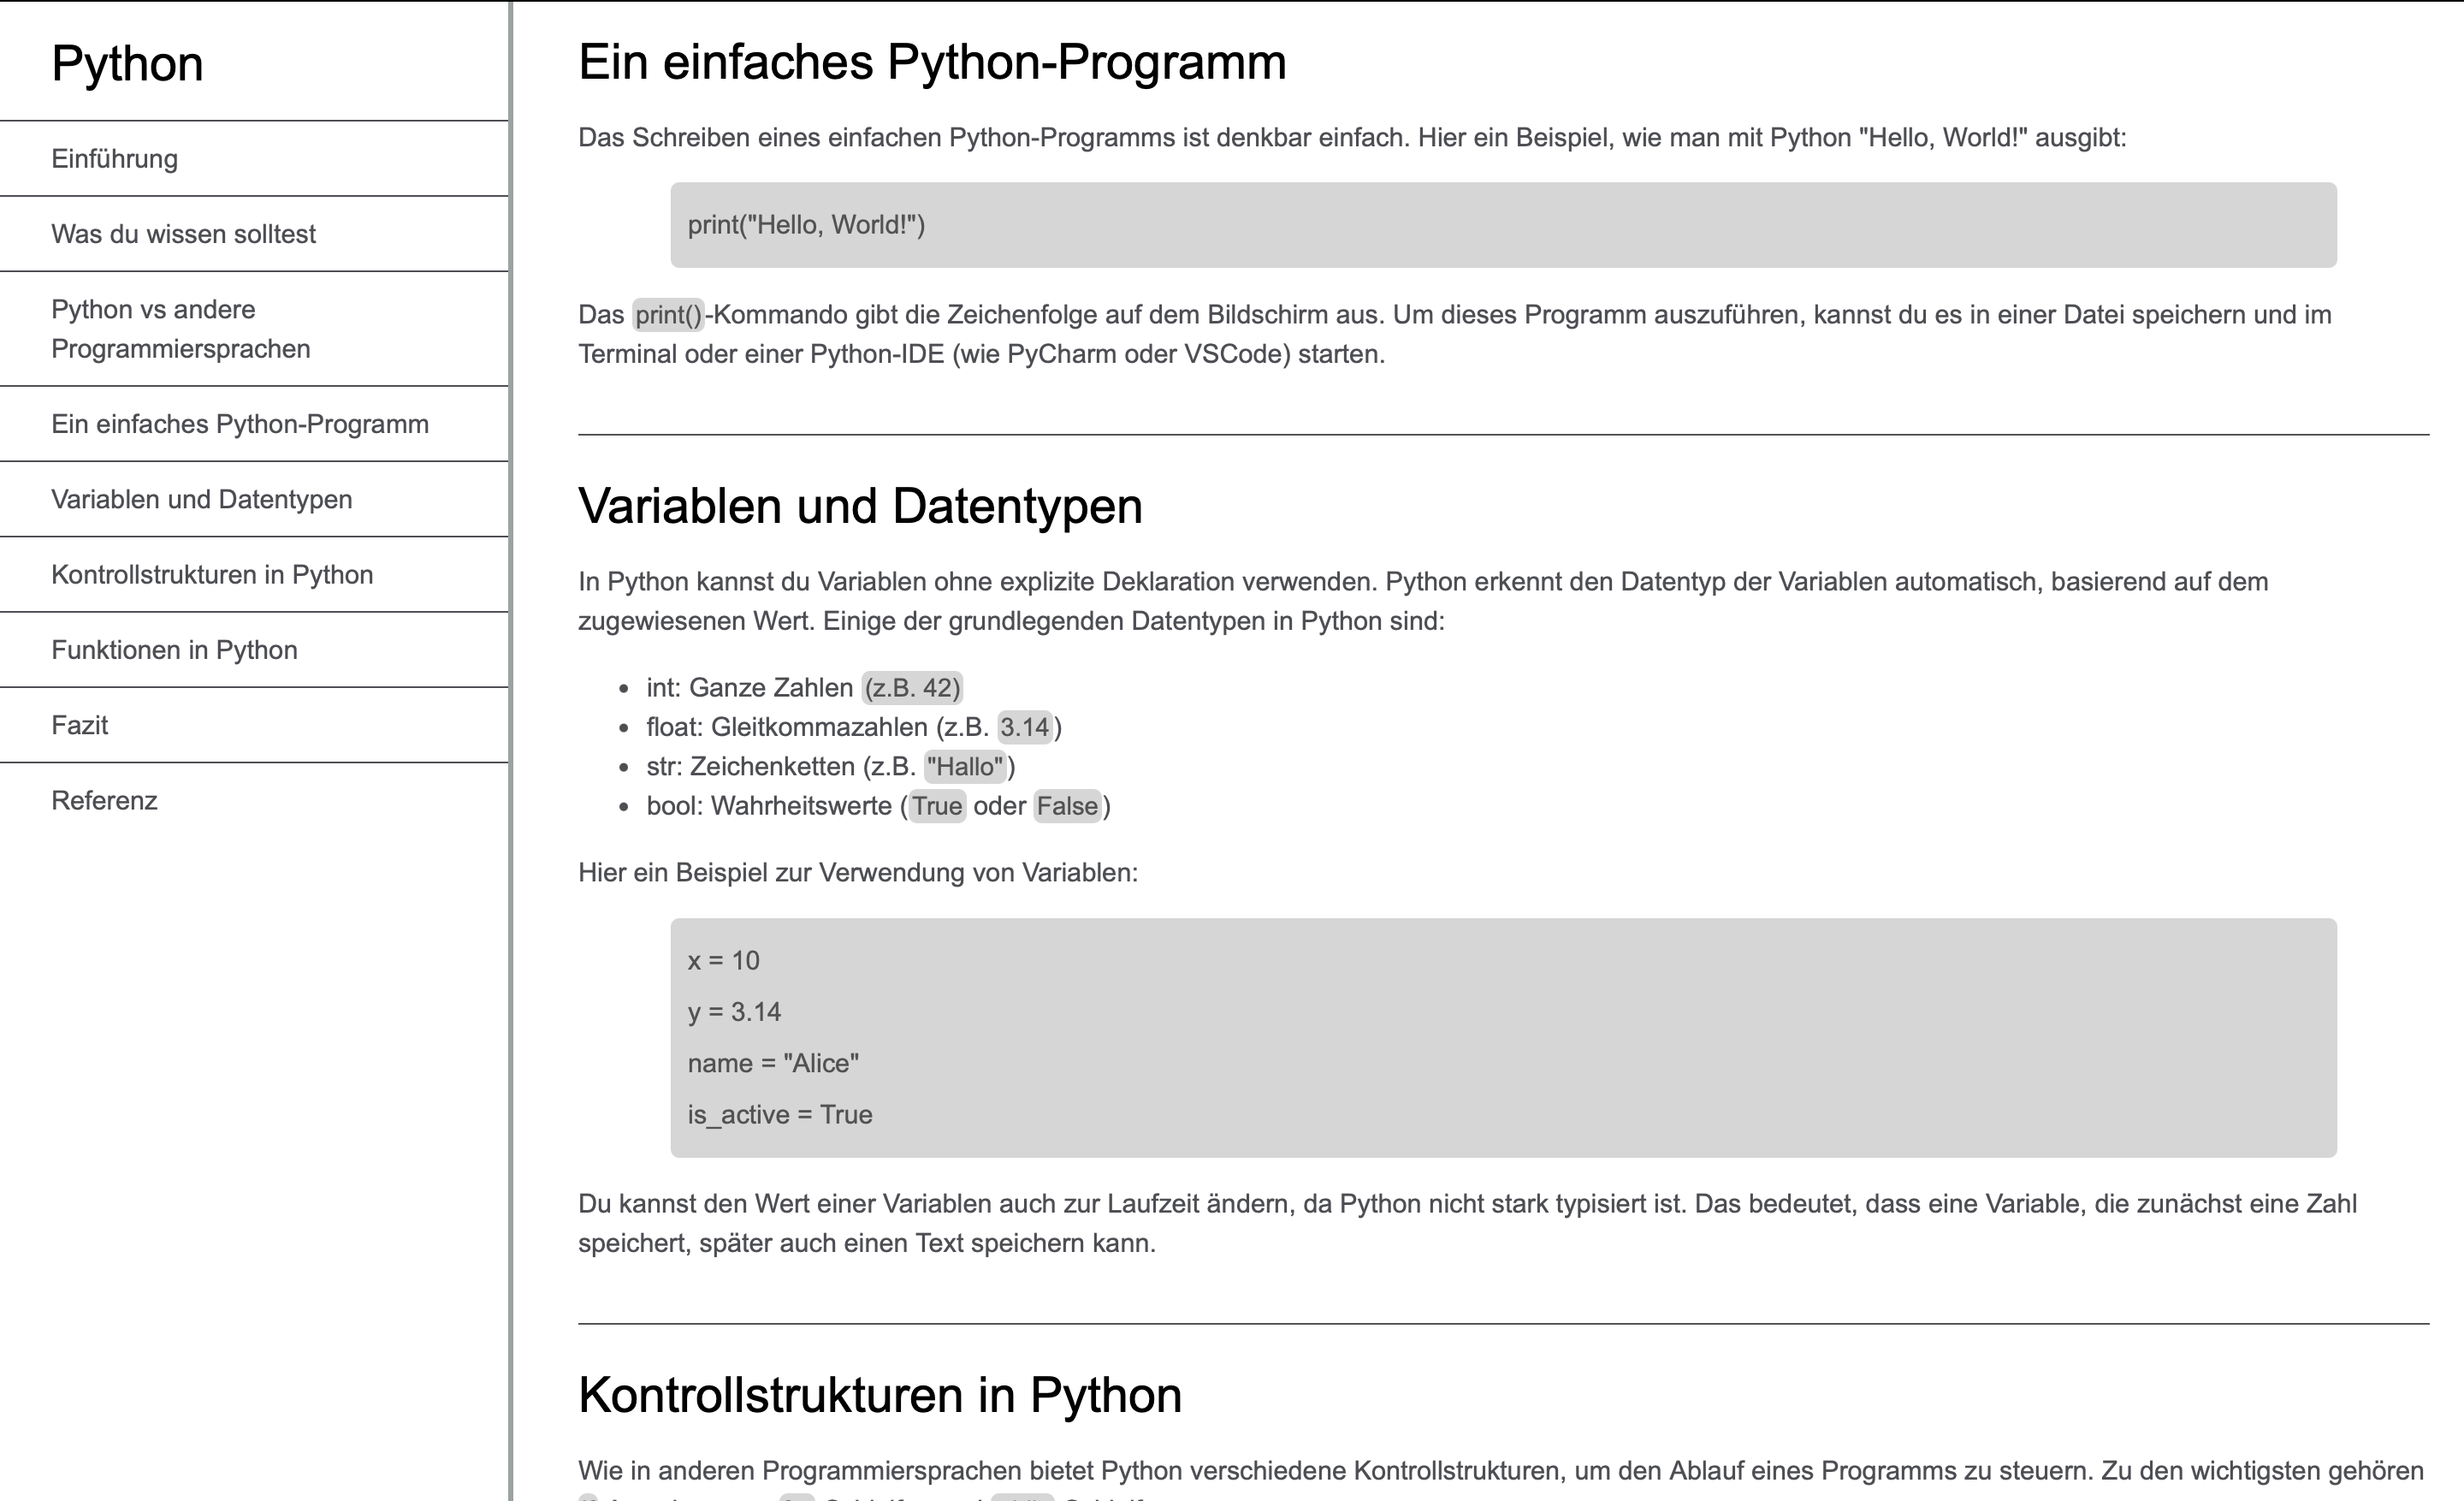 Python
Einführung
Was du wissen solltest
Python vs andere
Programmiersprachen
Ein einfaches Python-Programm
Variablen und Datentypen
Kontrollstrukturen in Python
Funktionen in Python
Fazit
Referenz
Ein einfaches Python-Programm
Das Schreiben eines einfachen Python-Programms ist denkbar einfach. Hier ein Beispiel, wie man mit Python "Hello, World!" ausgibt:
print("Hello, World!")
Das print()-Kommando gibt die Zeichenfolge auf dem Bildschirm aus. Um dieses Programm auszuführen, kannst du es in einer Datei speichern und im
Terminal oder einer Python-IDE (wie PyCharm oder VSCode) starten.
Variablen und Datentypen
In Python kannst du Variablen ohne explizite Deklaration verwenden. Python erkennt den Datentyp der Variablen automatisch, basierend auf dem
zugewiesenen Wert. Einige der grundlegenden Datentypen in Python sind:
• int: Ganze Zahlen (z.B. 42)
• float: Gleitkommazahlen (z.B. 3.14)
• str: Zeichenketten (z.B. "Hallo")
• bool: Wahrheitswerte (True oder False)
Hier ein Beispiel zur Verwendung von Variablen:
x = 10
y = 3.14
name = "Alice"
is_active = True
Du kannst den Wert einer Variablen auch zur Laufzeit ändern, da Python nicht stark typisiert ist. Das bedeutet, dass eine Variable, die zunächst eine Zahl
speichert, später auch einen Text speichern kann.
Kontrollstrukturen in Python
Wie in anderen Programmiersprachen bietet Python verschiedene Kontrollstrukturen, um den Ablauf eines Programms zu steuern. Zu den wichtigsten gehören